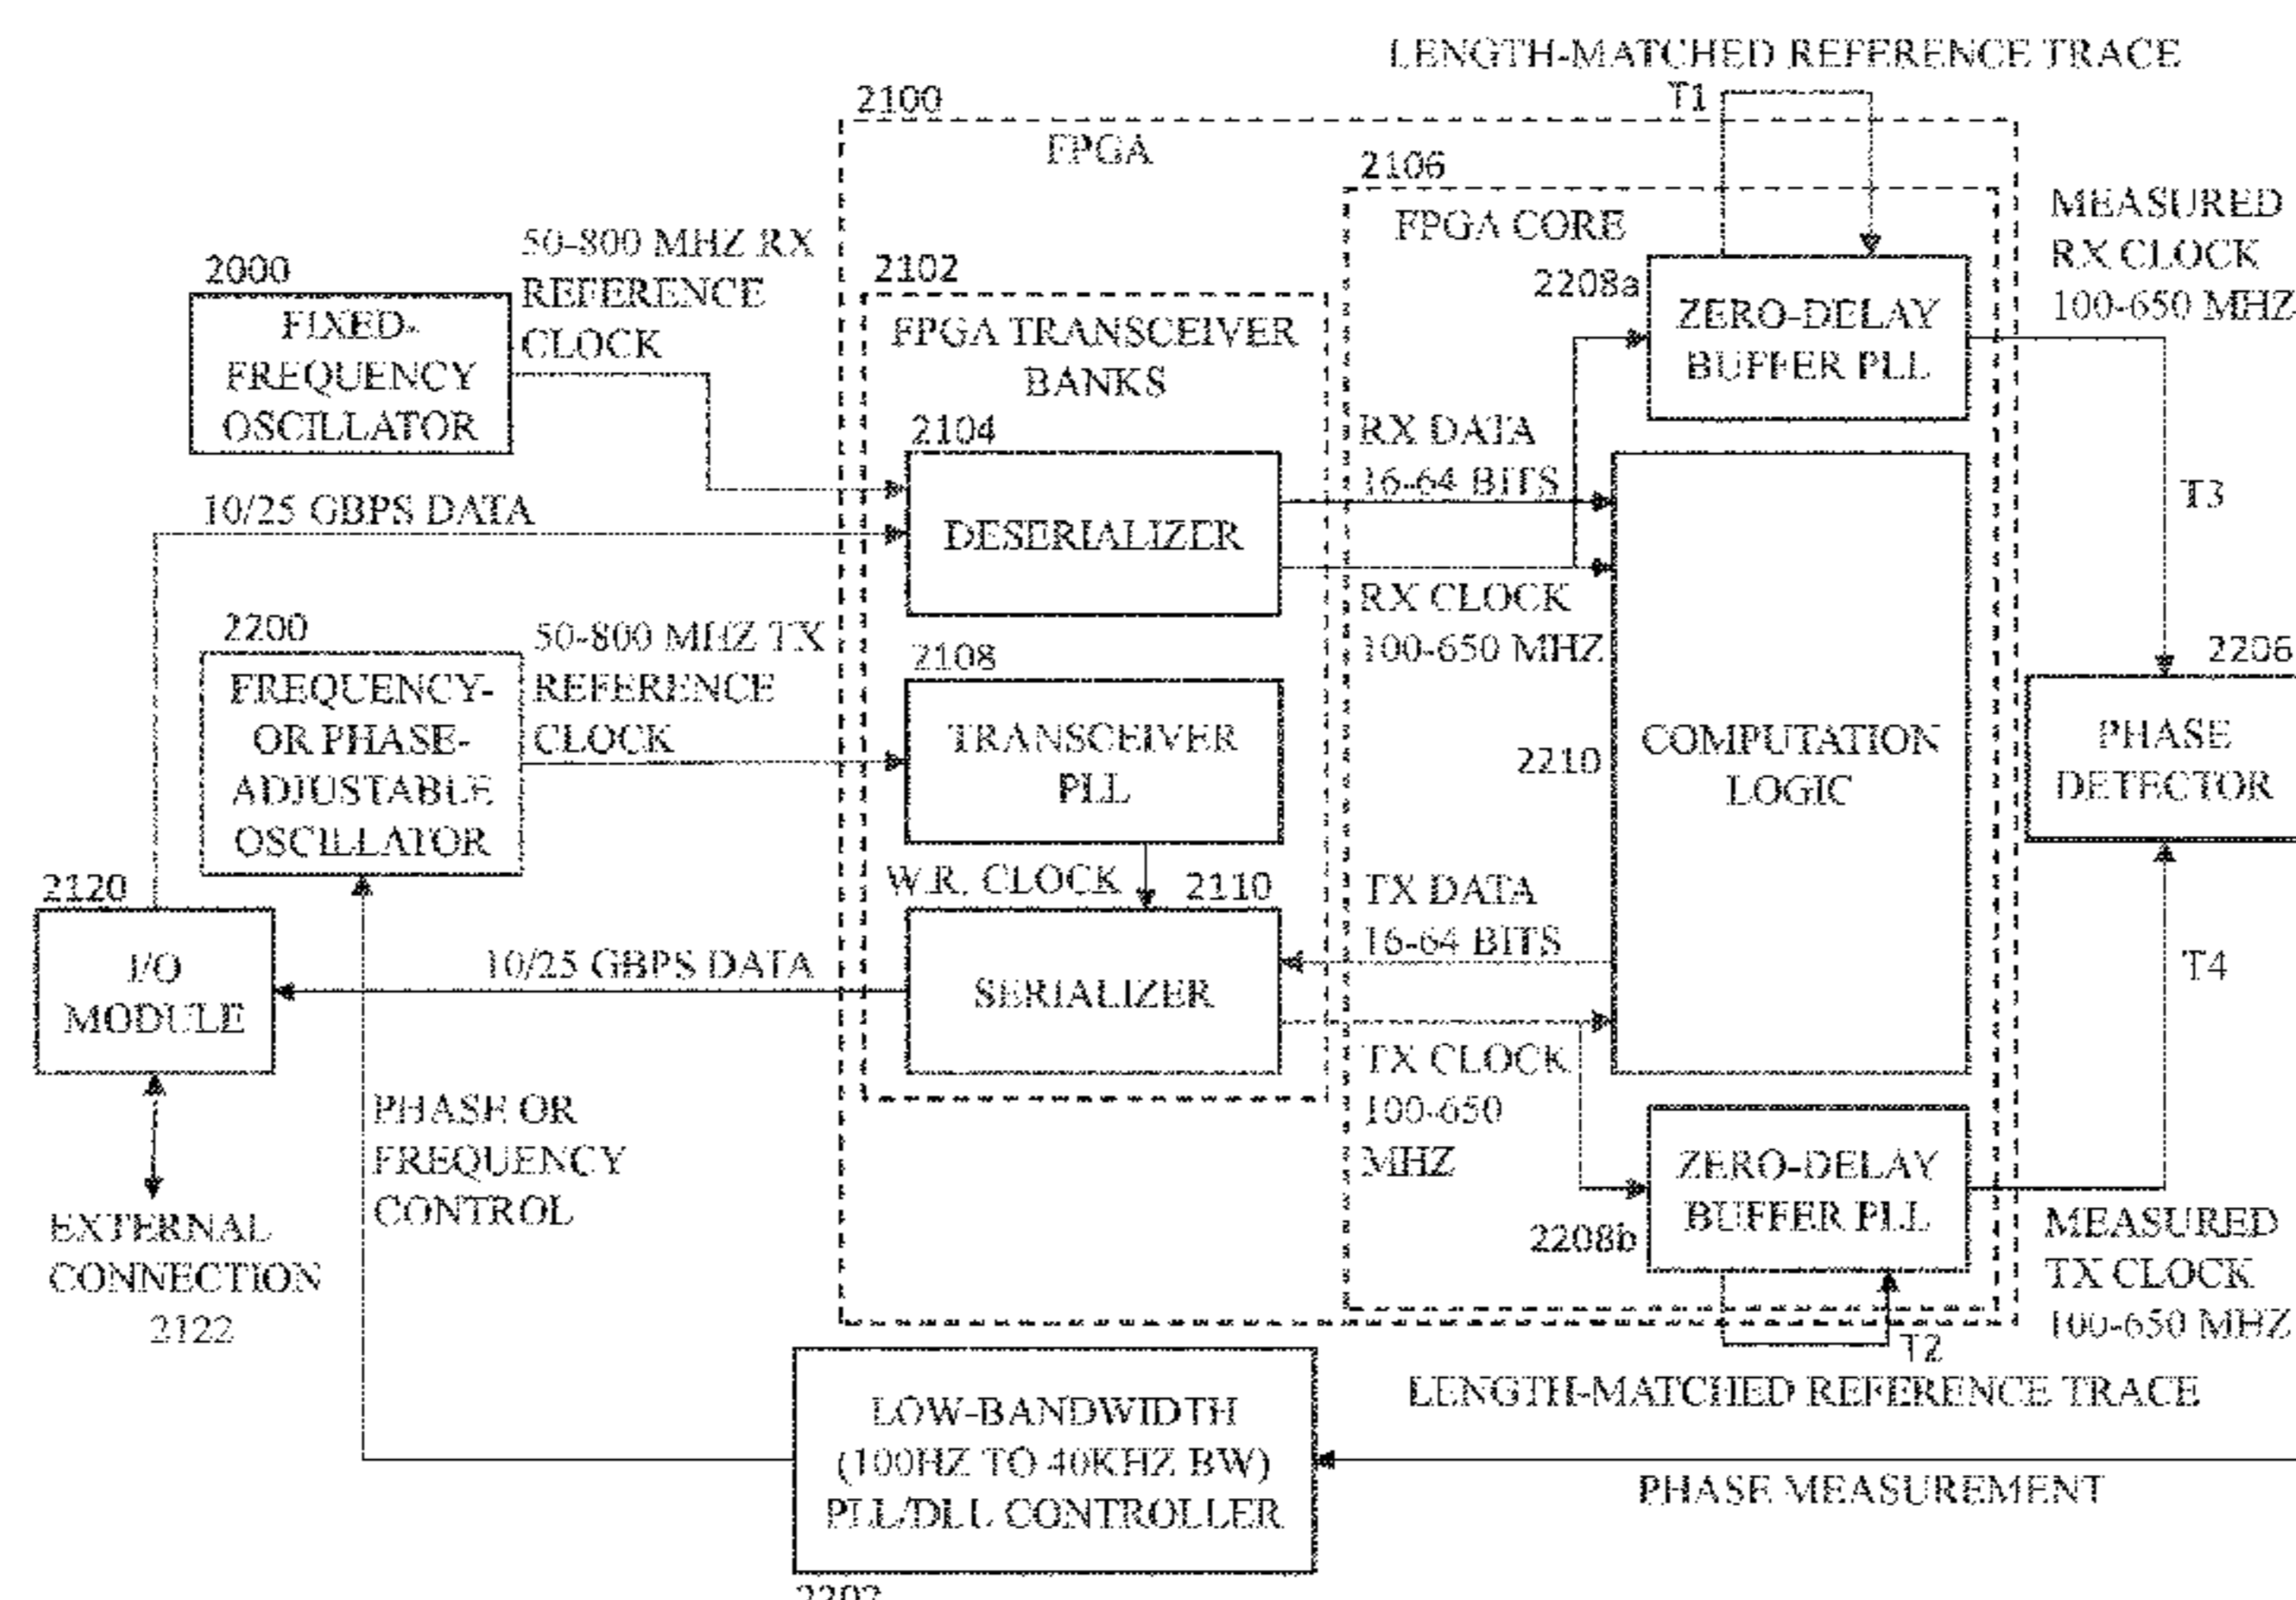 LENGTH-MATCHED REFERENCE TRACE
T1
2100
FPGA
2106
FPGA CORE
MEASURED
RX CLOCK
100-650 MHZ
2000
FIXED-
FREQUENCY
OSCILLATOR
50-800 MHZ RX
REFERENCE
CLOCK
2102
FPGA TRANSCEIVER
BANKS
2208a
ZERO-DELAY
BUFFER PLL
10/25 GBPS DATA
2104
DESERIALIZER
RX DATA
16-64 BITS
RX CLOCK
100-650 MHZ
T3
2200
FREQUENCY-
OR PHASE-
ADJUSTABLE
OSCILLATOR
50-800 MHZ TX
REFERENCE
CLOCK
2108
TRANSCEIVER
PLL
2210
COMPUTATION
LOGIC
2206
PHASE
DETECTOR
2120
I/O
MODULE
W.R. CLOCK
2110
SERIALIZER
10/25 GBPS DATA
TX DATA
16-64 BITS
TX CLOCK
100-650
MHZ
T4
EXTERNAL
CONNECTION
2122
PHASE OR
FREQUENCY
CONTROL
2208b
ZERO-DELAY
BUFFER PLL
MEASURED
TX CLOCK
100-650 MHZ
T2
LENGTH-MATCHED REFERENCE TRACE
LOW-BANDWIDTH
(100HZ TO 40KHZ BW)
PLL/DLL CONTROLLER
PHASE MEASUREMENT